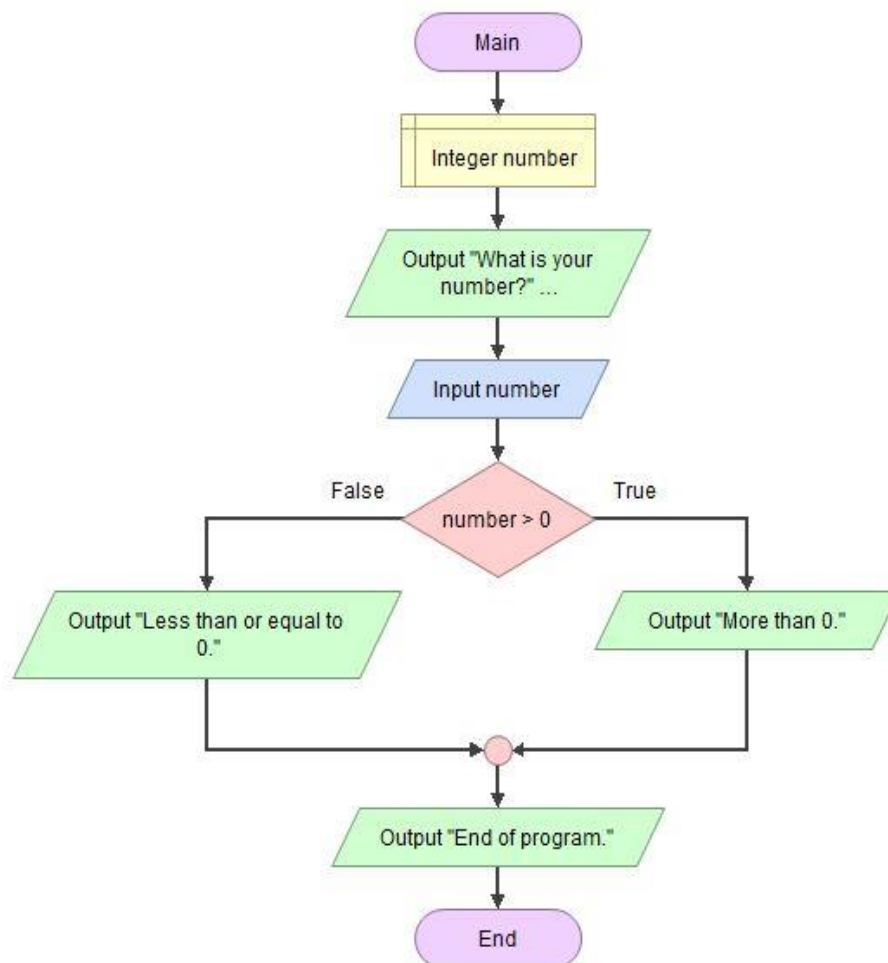 Main
Integer number
Output "What is your
number?" ...
Input number
False
True
number > 0
Output "Less than or equal to
0."
Output "More than 0."
Output "End of program."
End